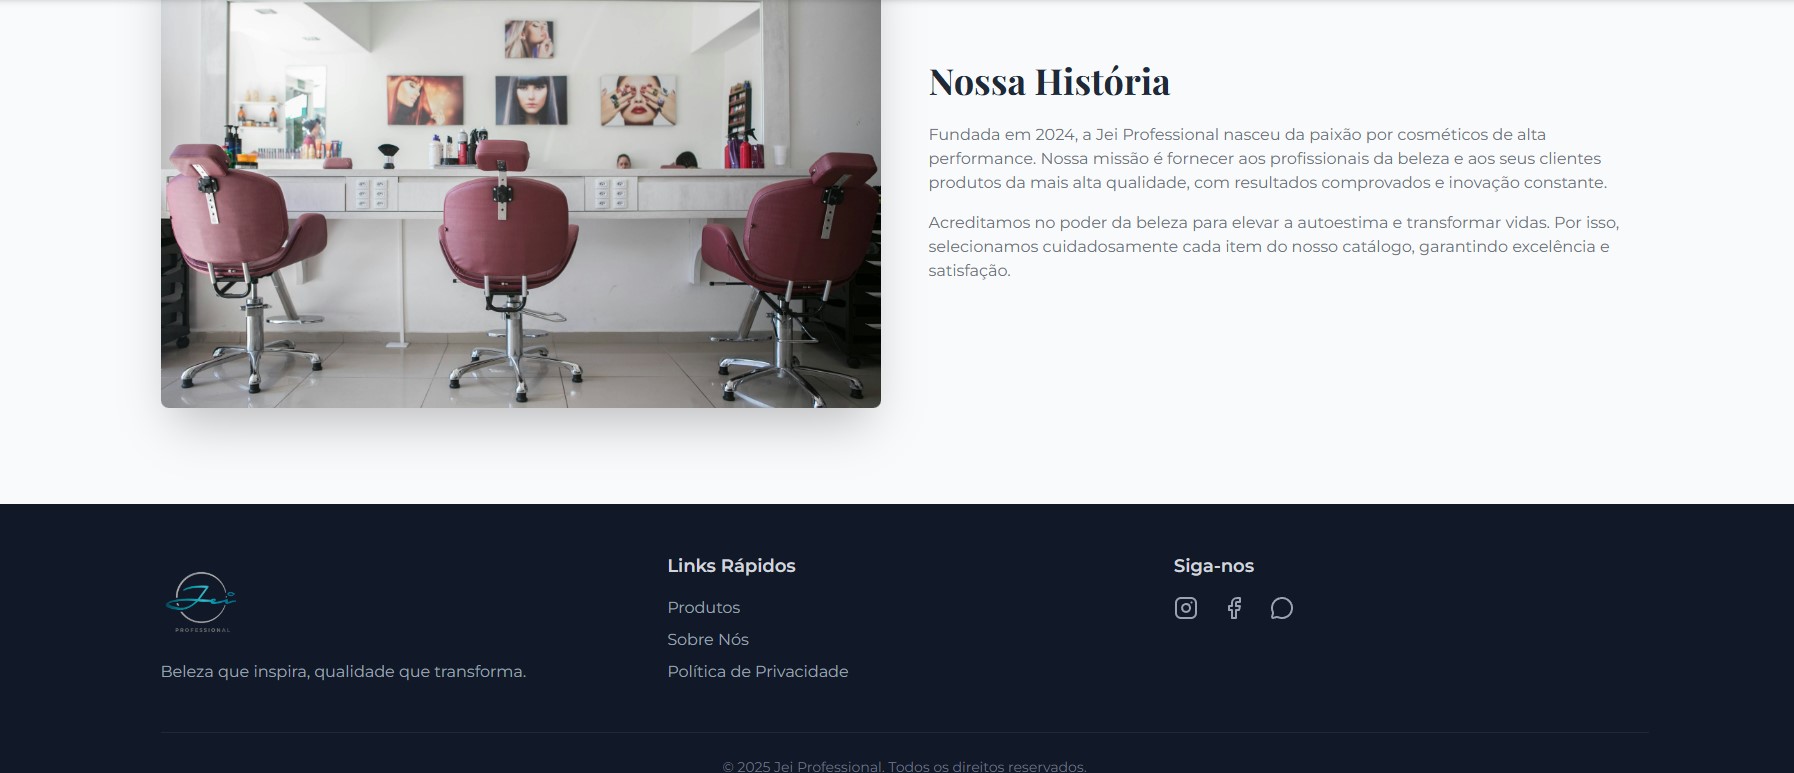 Nossa História
Fundada em 2024, a Jei Professional nasceu da paixão por cosméticos de alta
performance. Nossa missão é fornecer aos profissionais da beleza e aos seus clientes
produtos da mais alta qualidade, com resultados comprovados e inovação constante.
Acreditamos no poder da beleza para elevar a autoestima e transformar vidas. Por isso,
selecionamos cuidadosamente cada item do nosso catálogo, garantindo excelência e
satisfação.
Jei
PROFESSIONAL
Beleza que inspira, qualidade que transforma.
Links Rápidos
Produtos
Sobre Nós
Política de Privacidade
Siga-nos
© 2025 Jei Professional. Todos os direitos reservados.